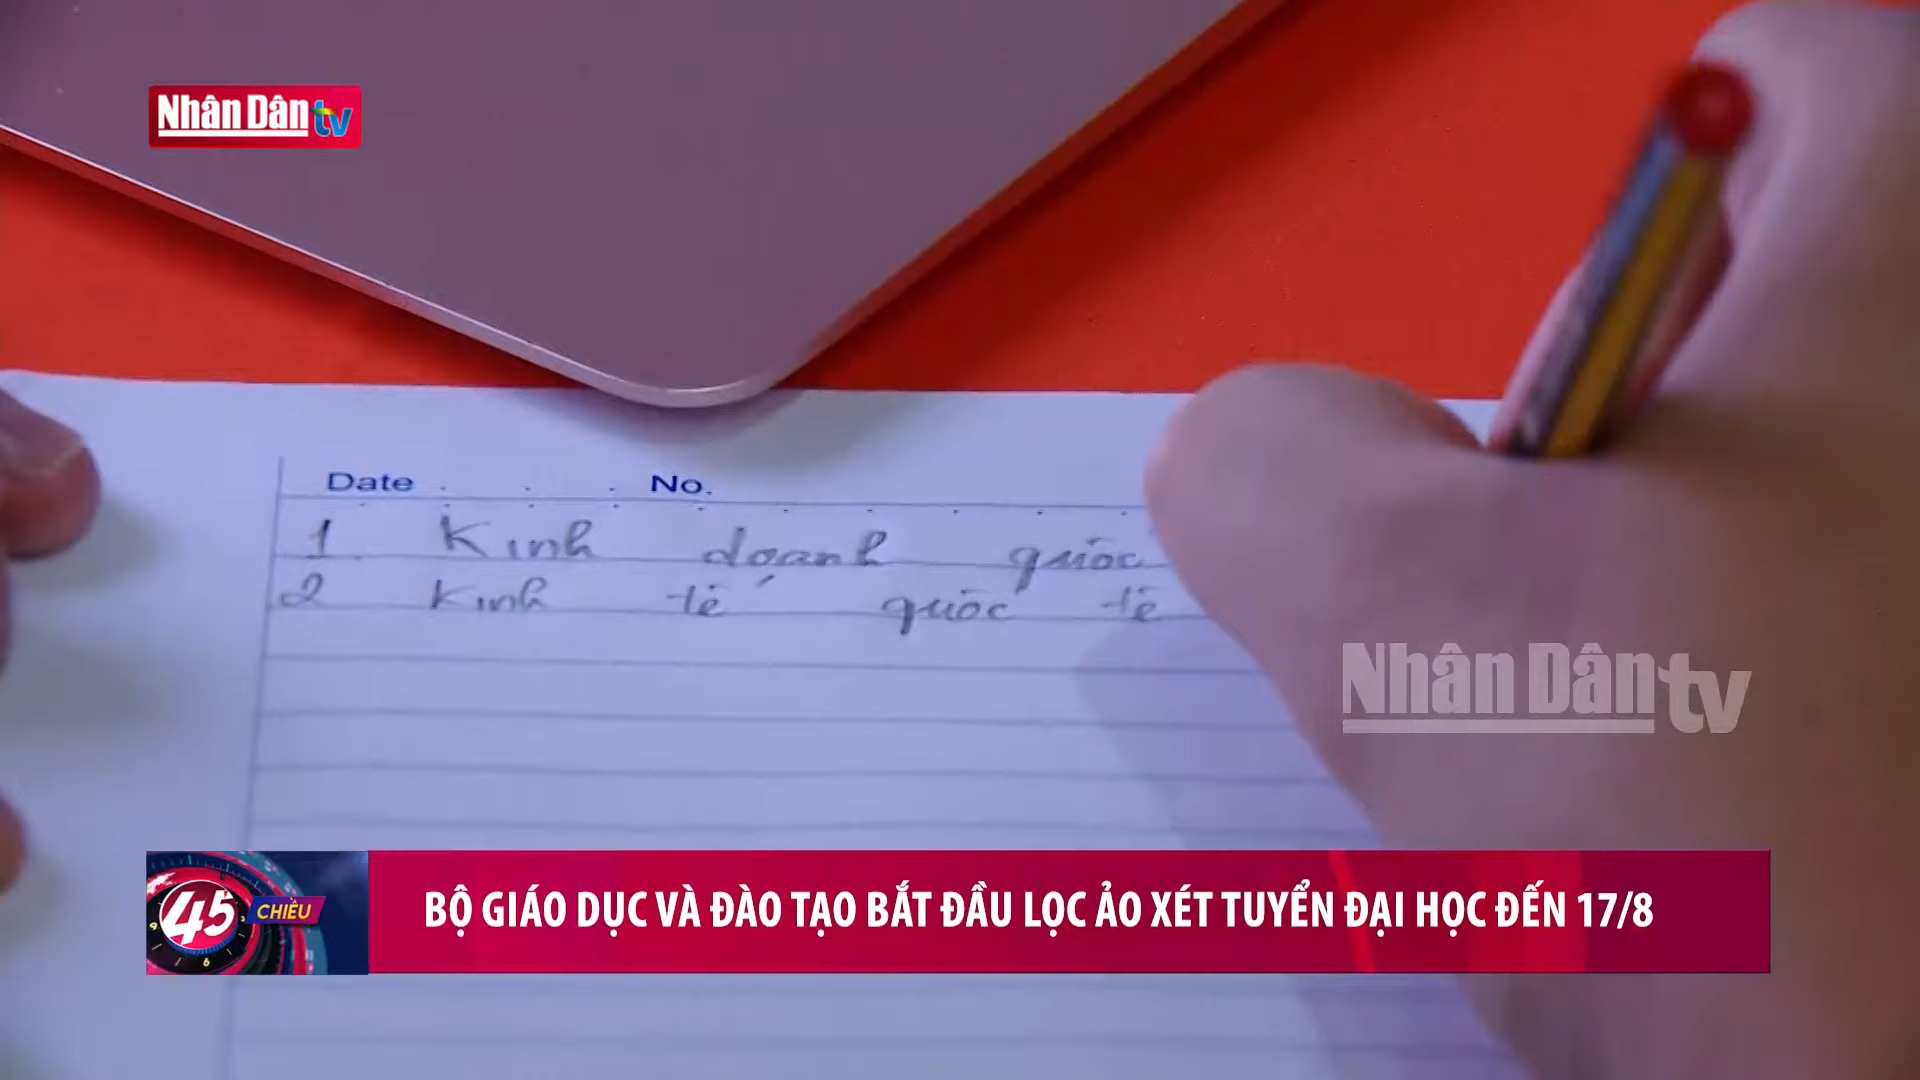 Nhân Dân tv
Date No.
1 Kinh doanh quốc
2 Kinh tế quốc tế
Nhân Dân tv
45 CHIỀU
BỘ GIÁO DỤC VÀ ĐÀO TẠO BẮT ĐẦU LỌC ẢO XÉT TUYỂN ĐẠI HỌC ĐẾN 17/8